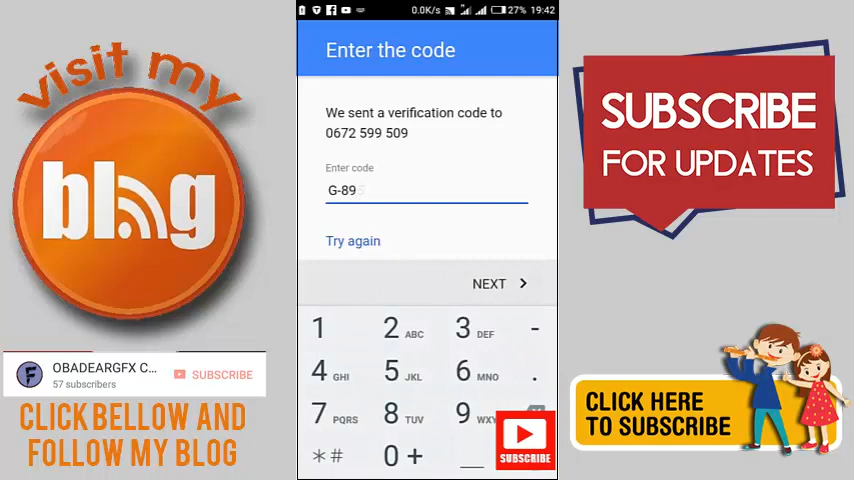 visit my
blog
OBADEARGFX C...
57 subscribers
SUBSCRIBE
CLICK BELLOW AND
FOLLOW MY BLOG
0.0K/s
27% 19:42
Enter the code
We sent a verification code to
0672 599 509
Enter code
G-895
Try again
NEXT
1 2 ABC 3 DEF -
4 GHI 5 JKL 6 MNO .
7 PQRS 8 TUV 9 WXY
*# 0 +
SUBSCRIBE
SUBSCRIBE
FOR UPDATES
CLICK HERE
TO SUBSCRIBE